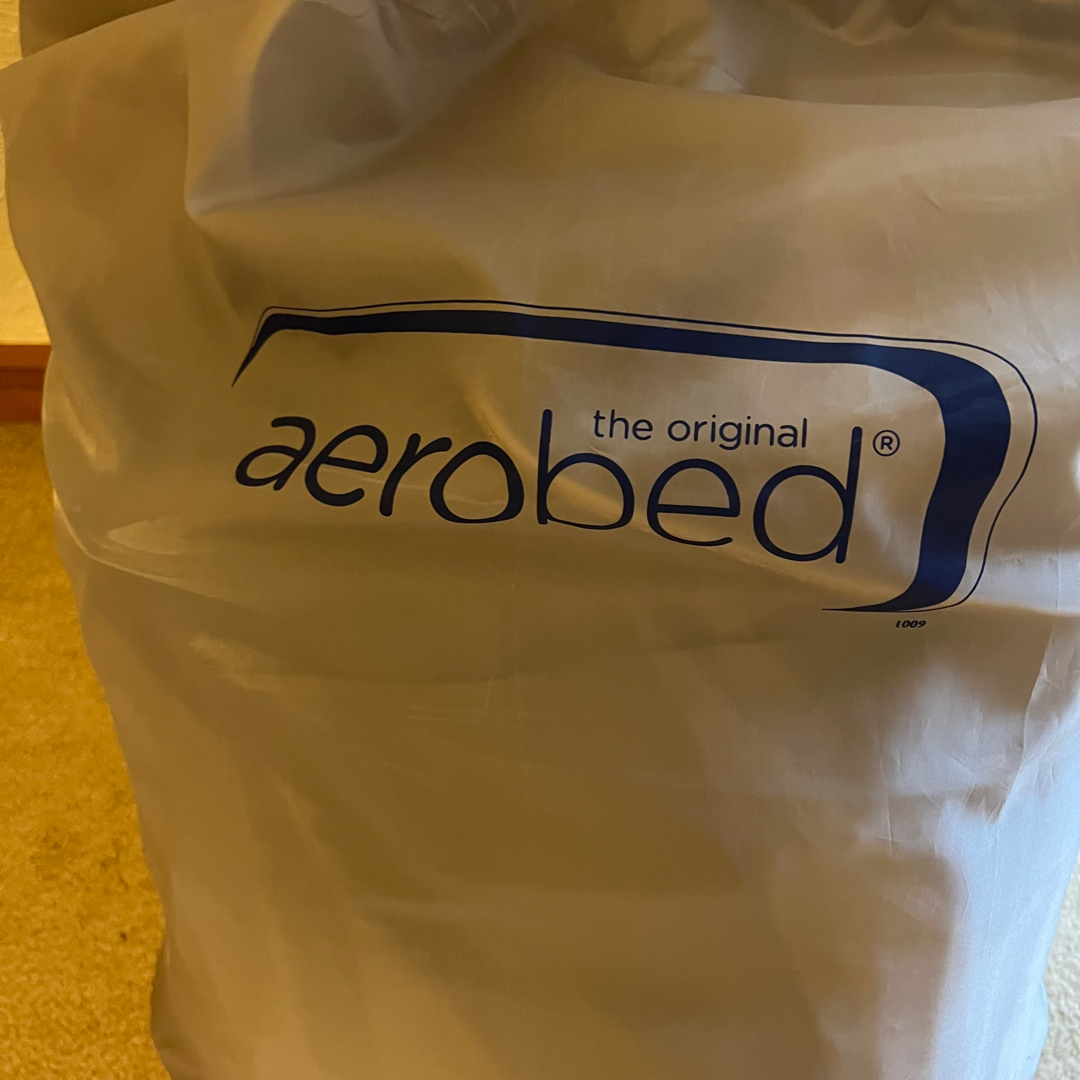 the original
aerobed®
1009